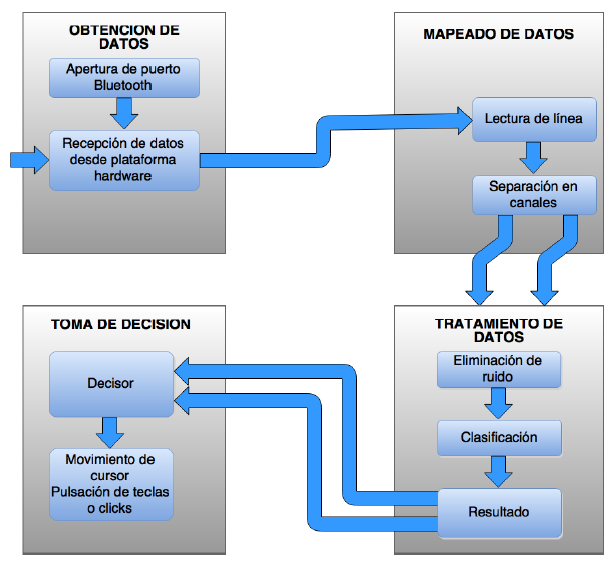 OBTENCION DE
DATOS
Apertura de puerto
Bluetooth
Recepción de datos
desde plataforma
hardware
MAPEADO DE DATOS
Lectura de línea
Separación en
canales
TRATAMIENTO DE
DATOS
Eliminación de
ruido
Clasificación
Resultado
TOMA DE DECISION
Decisor
Movimiento de
cursor
Pulsación de teclas
o clicks